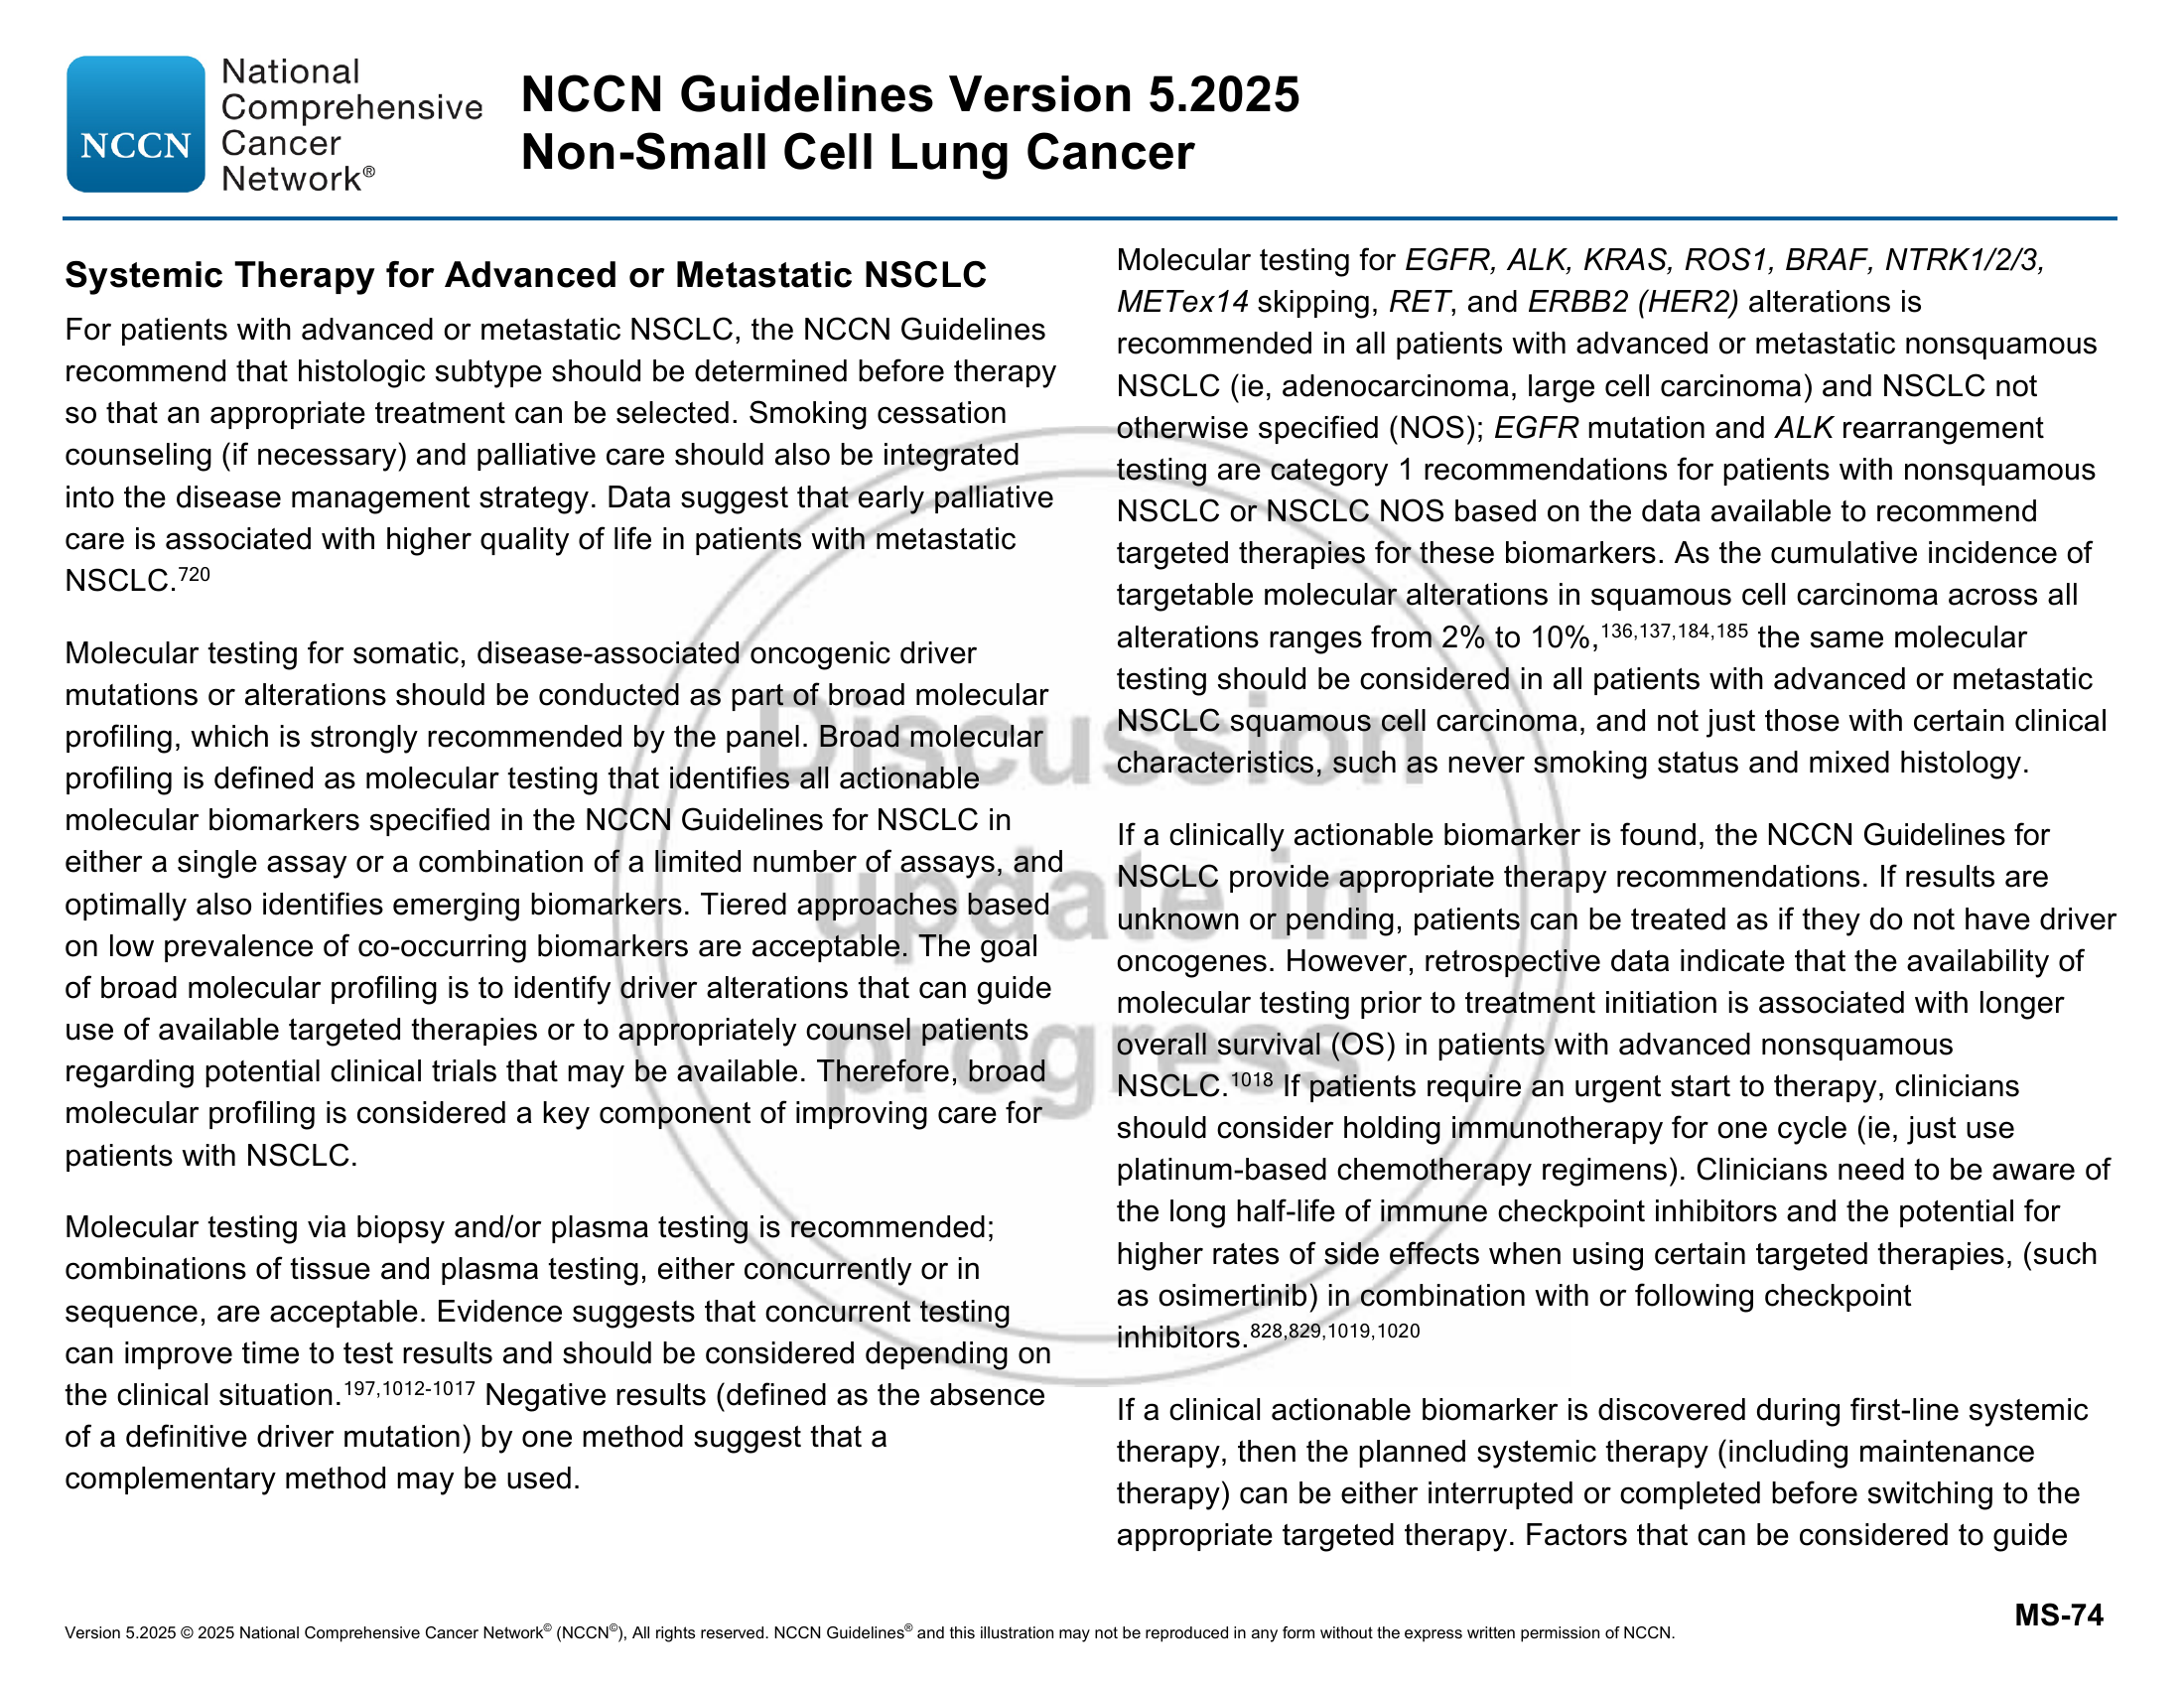 National
Comprehensive
NCCN Cancer
Network®
NCCN Guidelines Version 5.2025
Non-Small Cell Lung Cancer
Systemic Therapy for Advanced or Metastatic NSCLC
For patients with advanced or metastatic NSCLC, the NCCN Guidelines
recommend that histologic subtype should be determined before therapy
so that an appropriate treatment can be selected. Smoking cessation
counseling (if necessary) and palliative care should also be integrated
into the disease management strategy. Data suggest that early palliative
care is associated with higher quality of life in patients with metastatic
NSCLC.720
Molecular testing for somatic, disease-associated oncogenic driver
mutations or alterations should be conducted as part of broad molecular
profiling, which is strongly recommended by the panel. Broad molecular
profiling is defined as molecular testing that identifies all actionable
molecular biomarkers specified in the NCCN Guidelines for NSCLC in
either a single assay or a combination of a limited number of assays, and
optimally also identifies emerging biomarkers. Tiered approaches based
on low prevalence of co-occurring biomarkers are acceptable. The goal
of broad molecular profiling is to identify driver alterations that can guide
use of available targeted therapies or to appropriately counsel patients
regarding potential clinical trials that may be available. Therefore, broad
molecular profiling is considered a key component of improving care for
patients with NSCLC.
Molecular testing via biopsy and/or plasma testing is recommended;
combinations of tissue and plasma testing, either concurrently or in
sequence, are acceptable. Evidence suggests that concurrent testing
can improve time to test results and should be considered depending on
the clinical situation.197,1012-1017 Negative results (defined as the absence
of a definitive driver mutation) by one method suggest that a
complementary method may be used.
Molecular testing for EGFR, ALK, KRAS, ROS1, BRAF, NTRK1/2/3,
METex14 skipping, RET, and ERBB2 (HER2) alterations is
recommended in all patients with advanced or metastatic nonsquamous
NSCLC (ie, adenocarcinoma, large cell carcinoma) and NSCLC not
otherwise specified (NOS); EGFR mutation and ALK rearrangement
testing are category 1 recommendations for patients with nonsquamous
NSCLC or NSCLC NOS based on the data available to recommend
targeted therapies for these biomarkers. As the cumulative incidence of
targetable molecular alterations in squamous cell carcinoma across all
alterations ranges from 2% to 10%,136,137,184,185 the same molecular
testing should be considered in all patients with advanced or metastatic
NSCLC squamous cell carcinoma, and not just those with certain clinical
characteristics, such as never smoking status and mixed histology.
If a clinically actionable biomarker is found, the NCCN Guidelines for
NSCLC provide appropriate therapy recommendations. If results are
unknown or pending, patients can be treated as if they do not have driver
oncogenes. However, retrospective data indicate that the availability of
molecular testing prior to treatment initiation is associated with longer
overall survival (OS) in patients with advanced nonsquamous
NSCLC.1018 If patients require an urgent start to therapy, clinicians
should consider holding immunotherapy for one cycle (ie, just use
platinum-based chemotherapy regimens). Clinicians need to be aware of
the long half-life of immune checkpoint inhibitors and the potential for
higher rates of side effects when using certain targeted therapies, (such
as osimertinib) in combination with or following checkpoint
inhibitors.828,829,1019,1020
If a clinical actionable biomarker is discovered during first-line systemic
therapy, then the planned systemic therapy (including maintenance
therapy) can be either interrupted or completed before switching to the
appropriate targeted therapy. Factors that can be considered to guide
Discussion
update in
progress
MS-74
Version 5.2025 © 2025 National Comprehensive Cancer Network© (NCCN©), All rights reserved. NCCN Guidelines® and this illustration may not be reproduced in any form without the express written permission of NCCN.